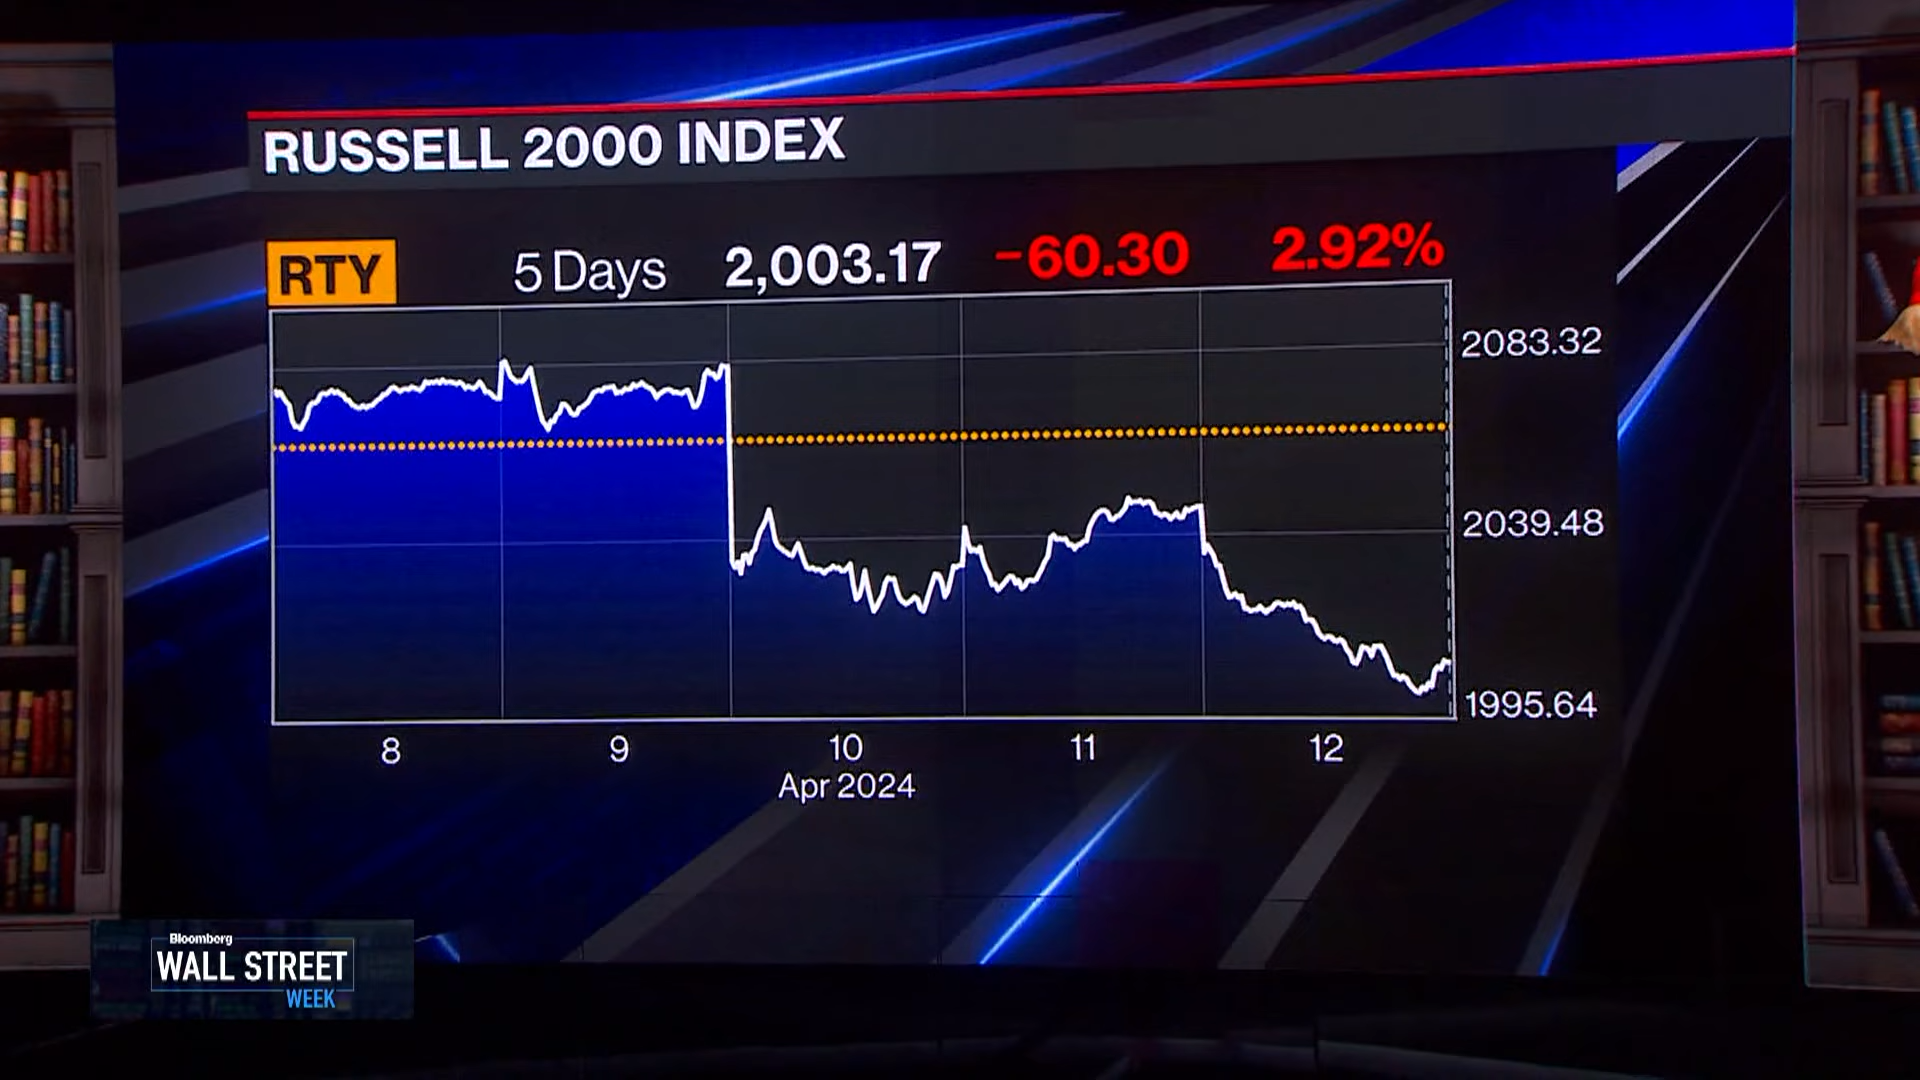 RUSSELL 2000 INDEX
RTY 5 Days 2,003.17 -60.30 2.92%
2083.32
2039.48
1995.64
8 9 10 11 12
Apr 2024
Bloomberg
WALL STREET
WEEK